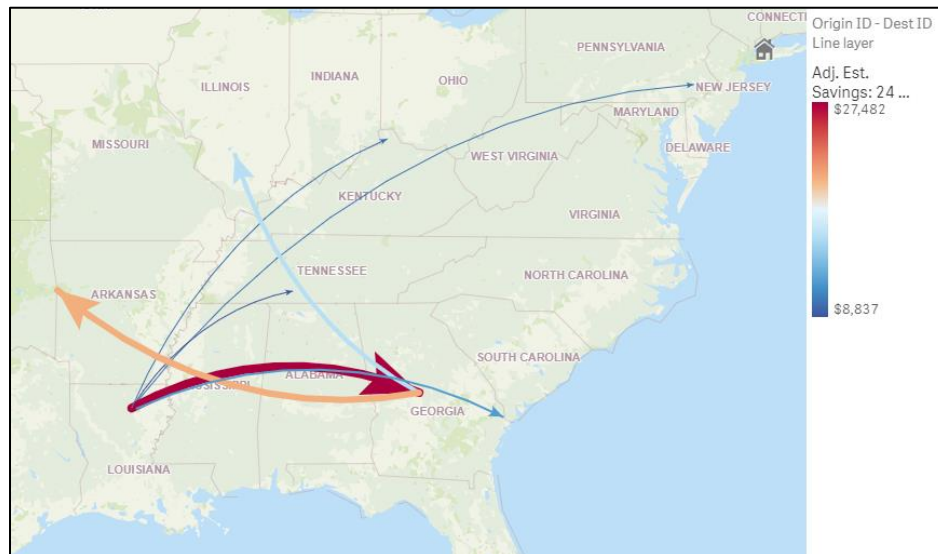 CONNECTI
PENNSYLVANIA
OHIO
INDIANA
ILLINOIS
NEW JERSEY
MARYLAND
MISSOURI
DELAWARE
WEST VIRGINIA
KENTUCKY
VIRGINIA
TENNESSEE
NORTH CAROLINA
ARKANSAS
SOUTH CAROLINA
ALABAMA
SISSIPPI
GEORGIA
LOUISIANA
Origin ID - Dest ID
Line layer
Adj. Est.
Savings: 24 ...
$27,482
$8,837